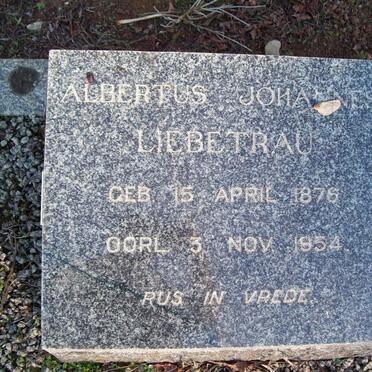 ALBERTUS JOHANNES
LIEBETRAU
GEB. 15. APRIL 1876
OORL. 3. NOV. 1954.
RUS IN VREDE.